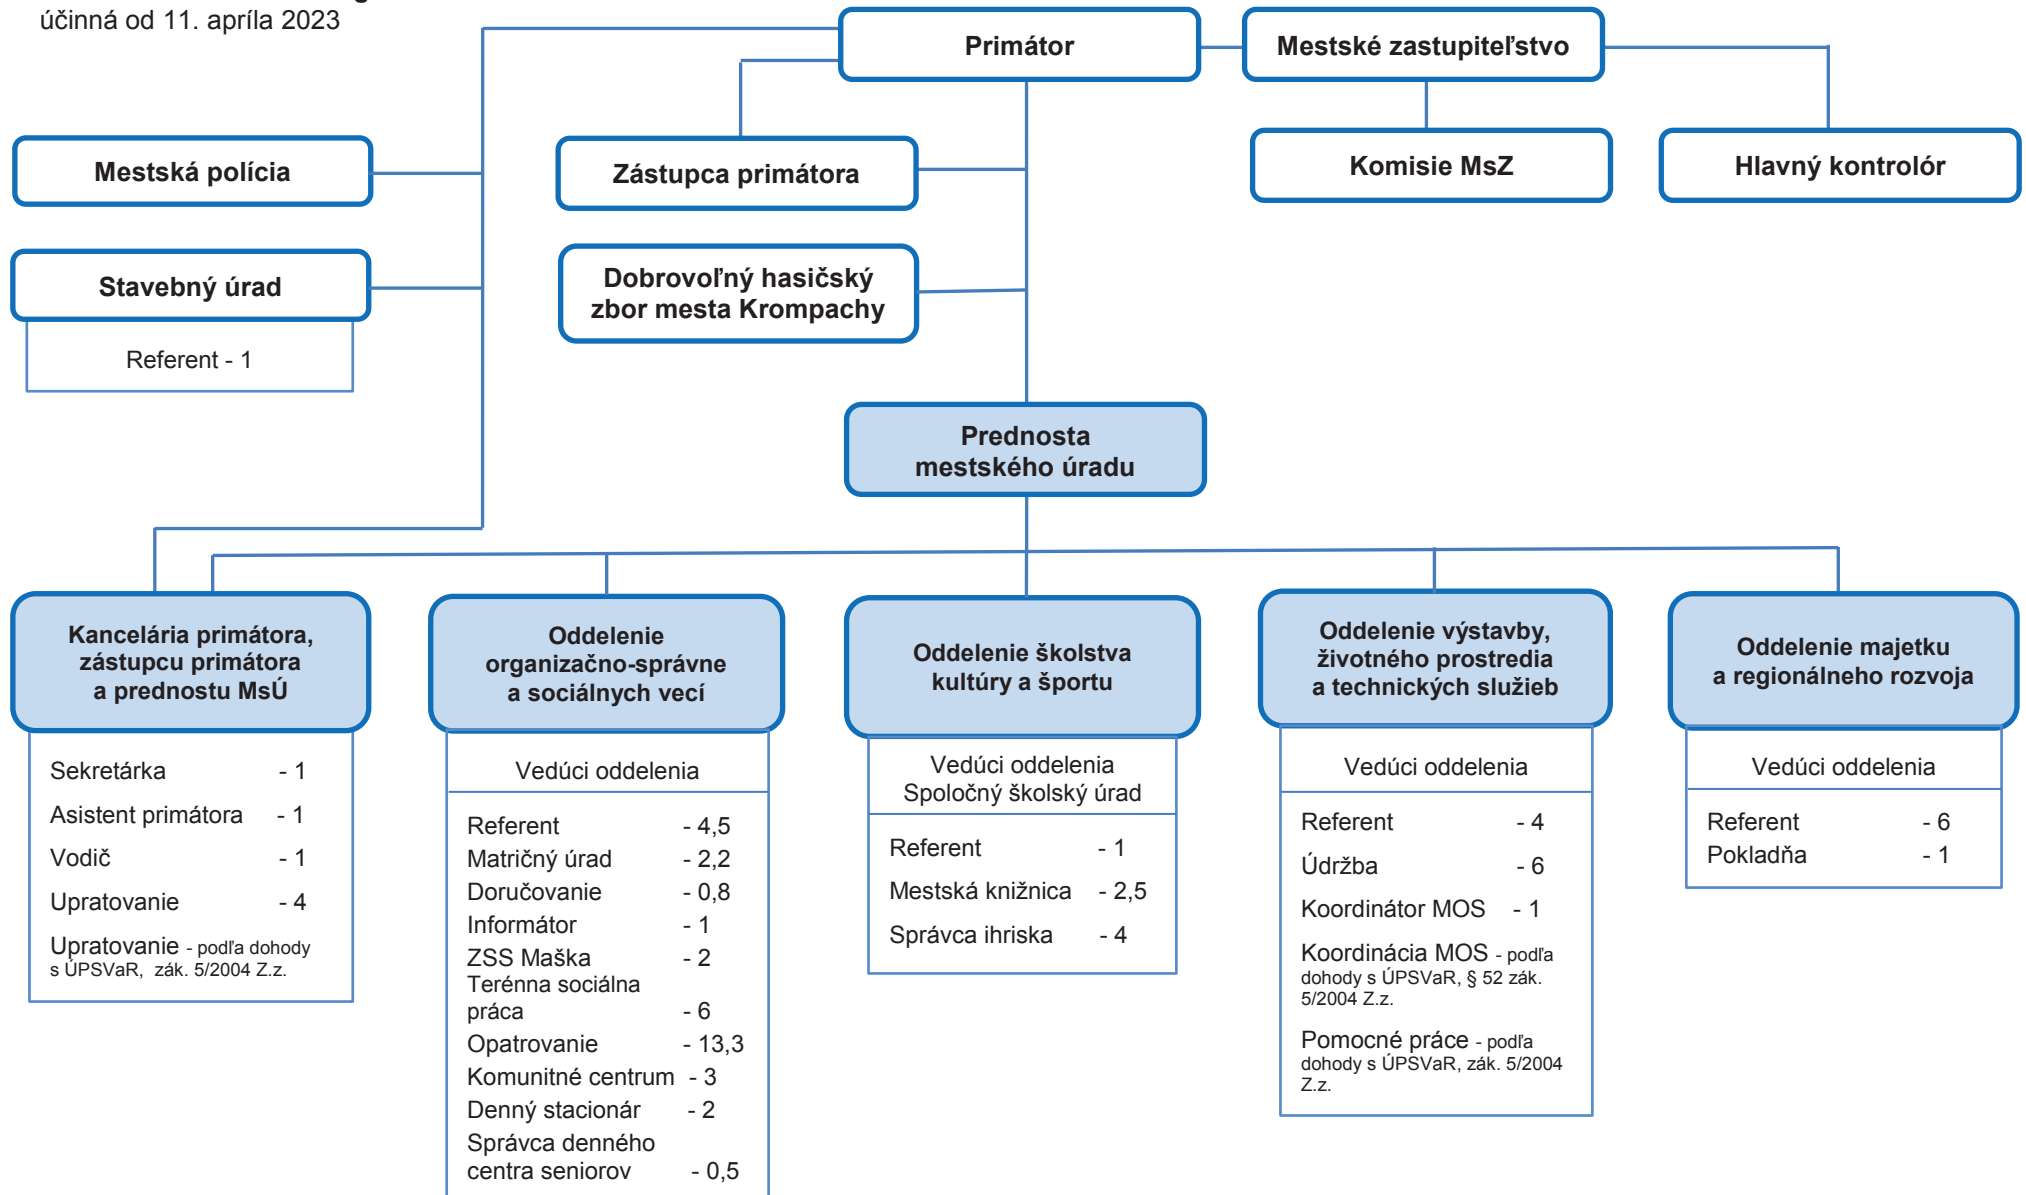 účinná od 11. apríla 2023
Primátor
Mestské zastupiteľstvo
Mestská polícia
Zástupca primátora
Komisie MsZ
Hlavný kontrolór
Stavebný úrad
Referent - 1
Dobrovoľný hasičský
zbor mesta Krompachy
Prednosta
mestského úradu
Kancelária primátora,
zástupcu primátora
a prednostu MsÚ
Sekretárka - 1
Asistent primátora - 1
Vodič - 1
Upratovanie - 4
Upratovanie - podľa dohody
s ÚPSVaR, zák. 5/2004 Z.z.
Oddelenie
organizačno-správne
a sociálnych vecí
Vedúci oddelenia
Referent - 4,5
Matričný úrad - 2,2
Doručovanie - 0,8
Informátor - 1
ZSS Maška - 2
Terénna sociálna
práca - 6
Opatrovanie - 13,3
Komunitné centrum - 3
Denný stacionár - 2
Správca denného
centra seniorov - 0,5
Oddelenie školstva
kultúry a športu
Vedúci oddelenia
Spoločný školský úrad
Referent - 1
Mestská knižnica - 2,5
Správca ihriska - 4
Oddelenie výstavby,
životného prostredia
a technických služieb
Vedúci oddelenia
Referent - 4
Údržba - 6
Koordinátor MOS - 1
Koordinácia MOS - podľa
dohody s ÚPSVaR, § 52 zák.
5/2004 Z.z.
Pomocné práce - podľa
dohody s ÚPSVaR, zák. 5/2004
Z.z.
Oddelenie majetku
a regionálneho rozvoja
Vedúci oddelenia
Referent - 6
Pokladňa - 1